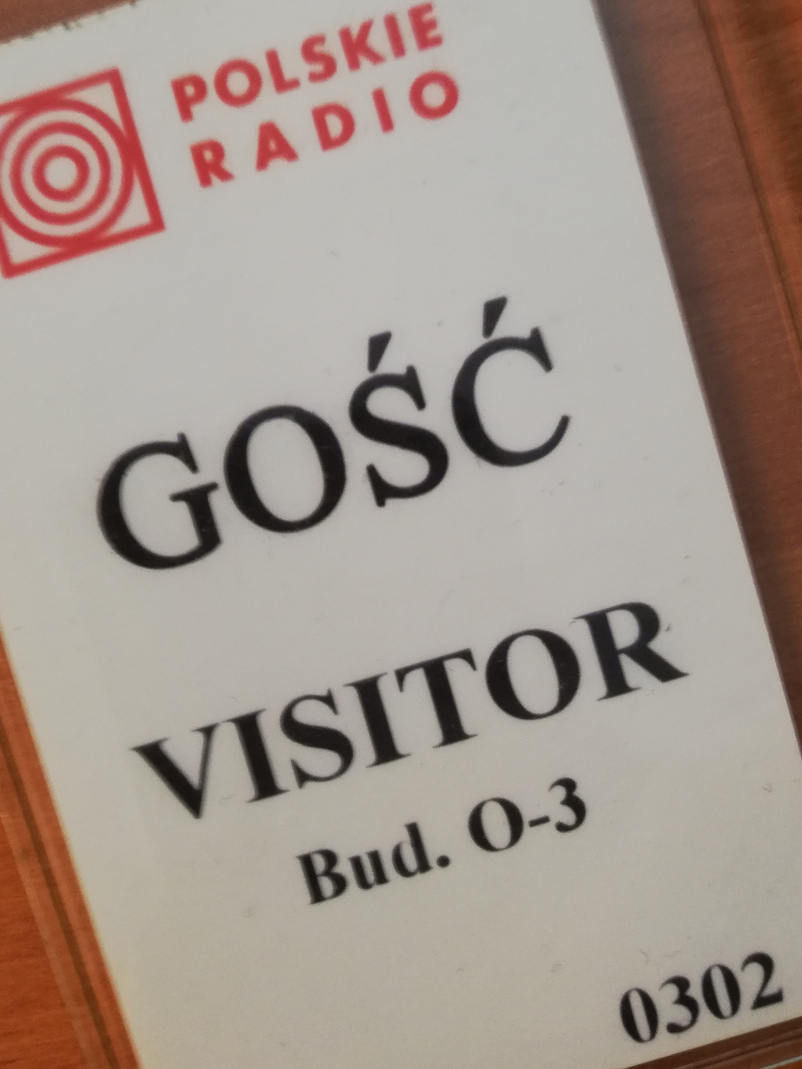 POLSKIE
RADIO
GOŚĆ
VISITOR
Bud. O-3
0302